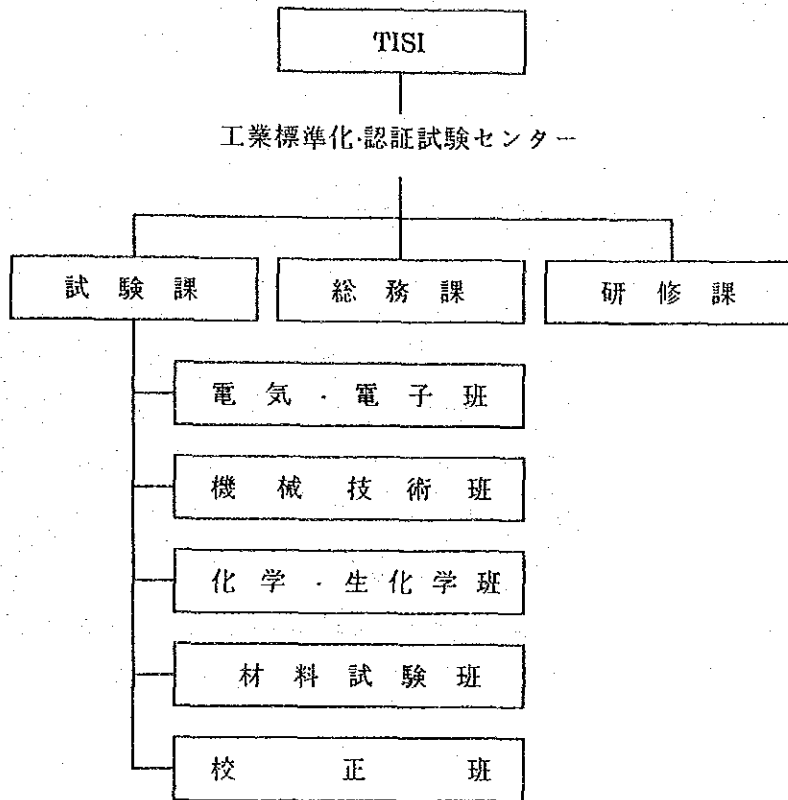 TISI
工業標準化·認証試験センター
試験課 総務課 研修課
電気·電子班
機械技術班
化学·生化学班
材料試験班
校正班